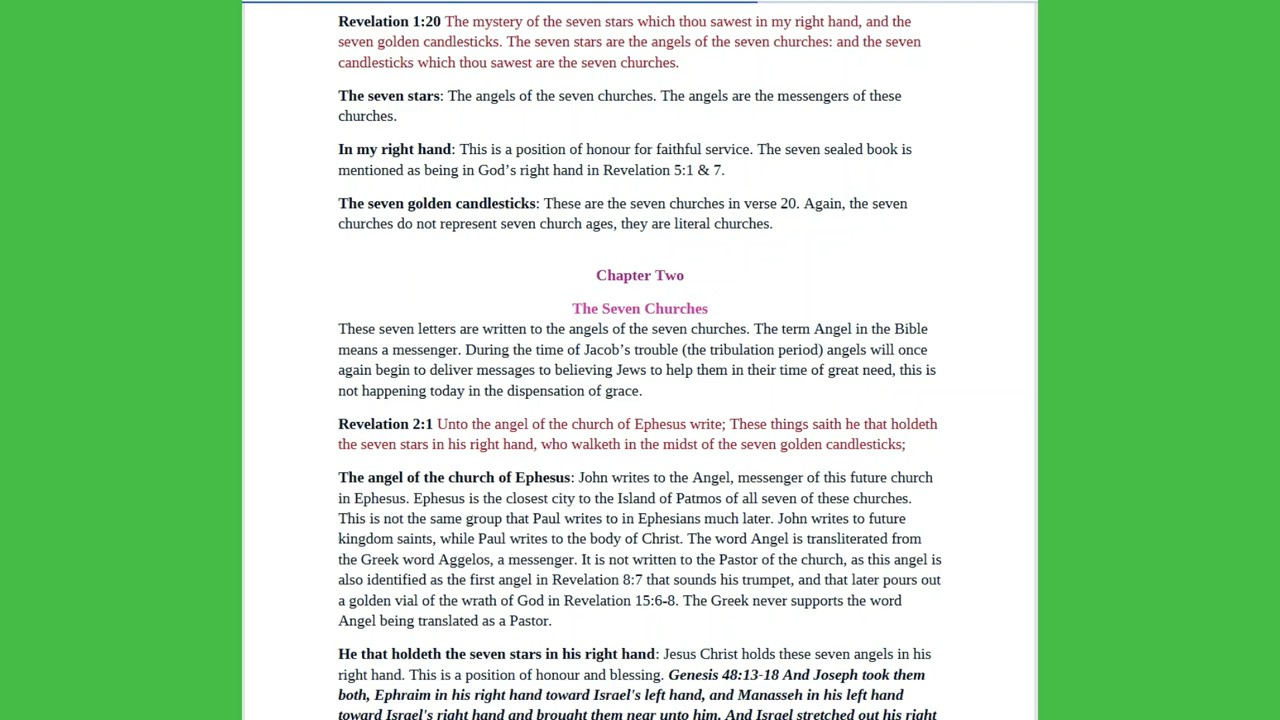 Revelation 1:20 The mystery of the seven stars which thou sawest in my right hand, and the
seven golden candlesticks. The seven stars are the angels of the seven churches: and the seven
candlesticks which thou sawest are the seven churches.
The seven stars: The angels of the seven churches. The angels are the messengers of these
churches.
In my right hand: This is a position of honour for faithful service. The seven sealed book is
mentioned as being in God’s right hand in Revelation 5:1 & 7.
The seven golden candlesticks: These are the seven churches in verse 20. Again, the seven
churches do not represent seven church ages, they are literal churches.
Chapter Two
The Seven Churches
These seven letters are written to the angels of the seven churches. The term Angel in the Bible
means a messenger. During the time of Jacob’s trouble (the tribulation period) angels will once
again begin to deliver messages to believing Jews to help them in their time of great need, this is
not happening today in the dispensation of grace.
Revelation 2:1 Unto the angel of the church of Ephesus write; These things saith he that holdeth
the seven stars in his right hand, who walketh in the midst of the seven golden candlesticks;
The angel of the church of Ephesus: John writes to the Angel, messenger of this future church
in Ephesus. Ephesus is the closest city to the Island of Patmos of all seven of these churches.
This is not the same group that Paul writes to in Ephesians much later. John writes to future
kingdom saints, while Paul writes to the body of Christ. The word Angel is transliterated from
the Greek word Aggelos, a messenger. It is not written to the Pastor of the church, as this angel is
also identified as the first angel in Revelation 8:7 that sounds his trumpet, and that later pours out
a golden vial of the wrath of God in Revelation 15:6-8. The Greek never supports the word
Angel being translated as a Pastor.
He that holdeth the seven stars in his right hand: Jesus Christ holds these seven angels in his
right hand. This is a position of honour and blessing. Genesis 48:13-18 And Joseph took them
both, Ephraim in his right hand toward Israel's left hand, and Manasseh in his left hand
toward Israel's right hand and brought them near unto him. And Israel stretched out his right